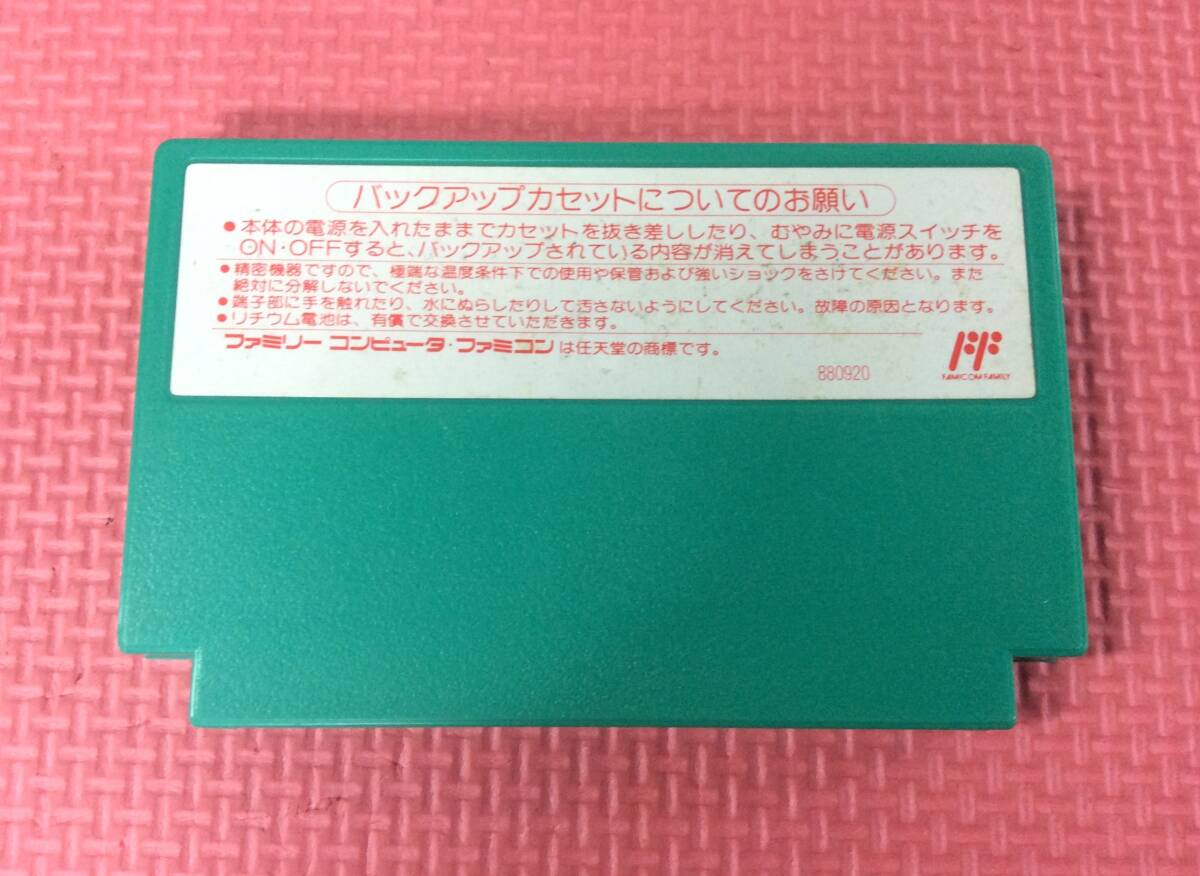 バックアップカセットについてのお願い
●本体の電源を入れたままでカセットを抜き差ししたり、むやみに電源スイッチを
ON・OFFすると、バックアップされている内容が消えてしまうことがあります。
●精密機器ですので、極端な温度条件下での使用や保管および強いショックをさけてください。また
絶対に分解しないでください。
●端子部に手を触れたり、水にぬらしたりして汚さないようにしてください。故障の原因となります。
●リチウム電池は、有償で交換させていただきます。
ファミリー コンピュータ・ファミコンは任天堂の商標です。
880920
FAMICOM FAMILY